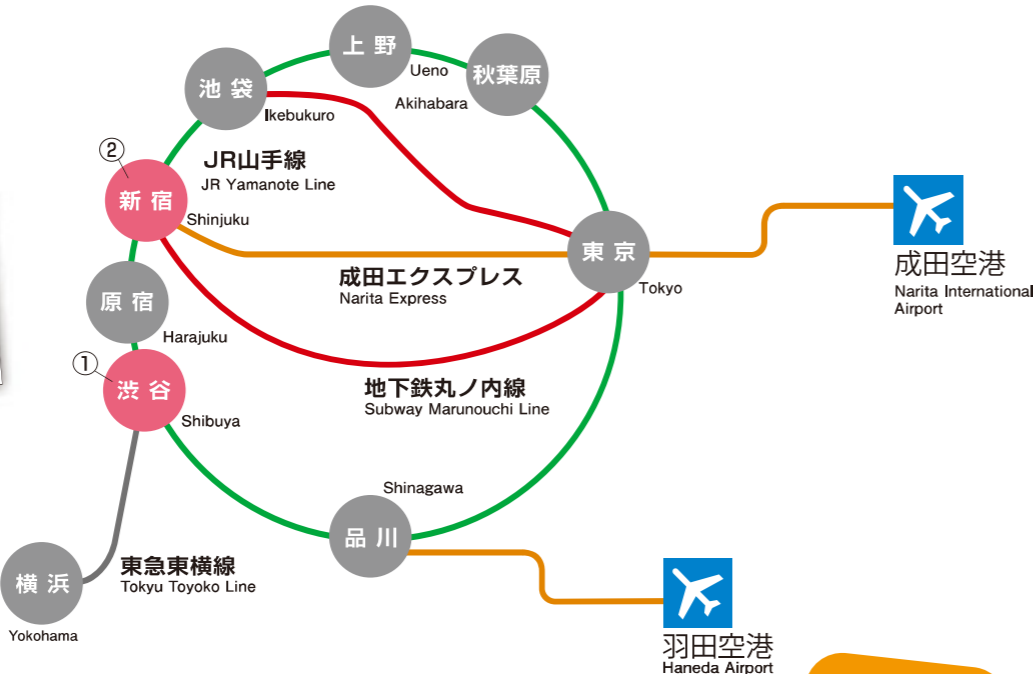 上野
Ueno
秋葉原
Akihabara
池袋
Ikebukuro
②
JR山手線
JR Yamanote Line
新宿
Shinjuku
東京
Tokyo
成田空港
Narita International
Airport
成田エクスプレス
Narita Express
原宿
Harajuku
①
渋谷
Shibuya
地下鉄丸ノ内線
Subway Marunouchi Line
Shinagawa
品川
東急東横線
Tokyu Toyoko Line
横浜
Yokohama
羽田空港
Haneda Airport